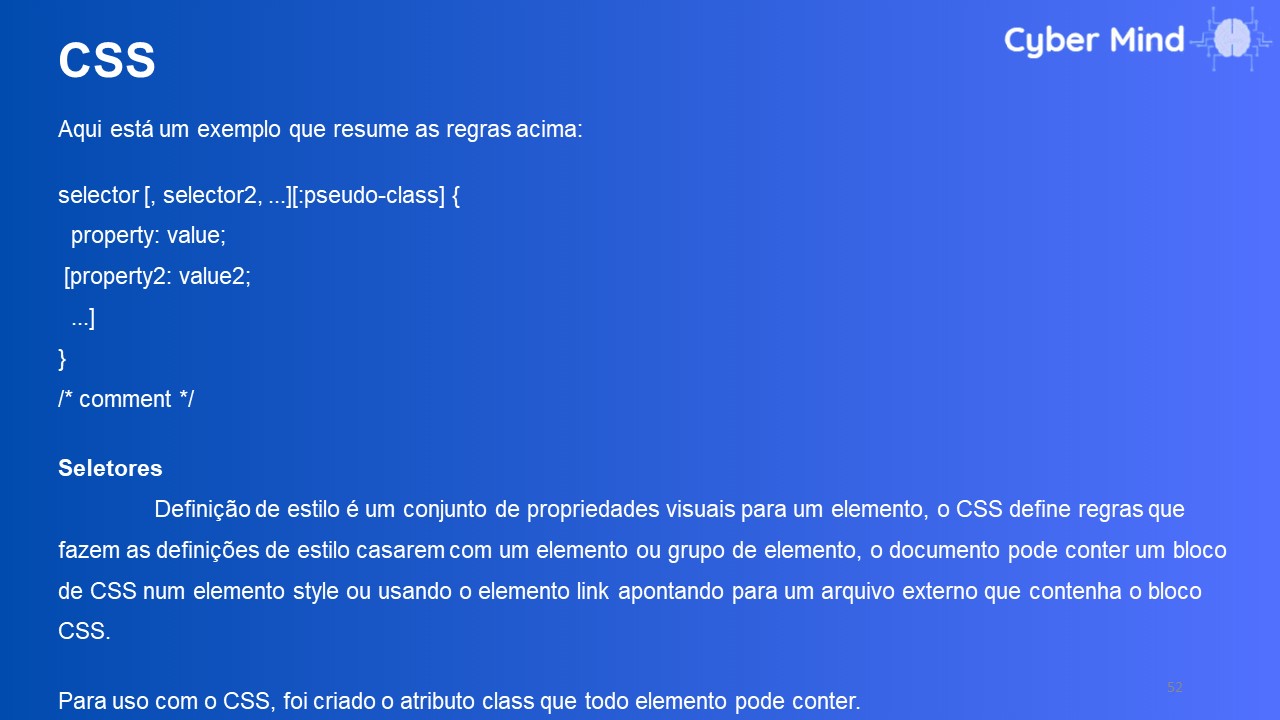 CSS
Cyber Mind
Aqui está um exemplo que resume as regras acima:
selector [, selector2, ...][:pseudo-class] {
property: value;
[property2: value2;
...]
}
/* comment */
Seletores
Definição de estilo é um conjunto de propriedades visuais para um elemento, o CSS define regras que
fazem as definições de estilo casarem com um elemento ou grupo de elemento, o documento pode conter um bloco
de CSS num elemento style ou usando o elemento link apontando para um arquivo externo que contenha o bloco
CSS.
Para uso com o CSS, foi criado o atributo class que todo elemento pode conter.
52